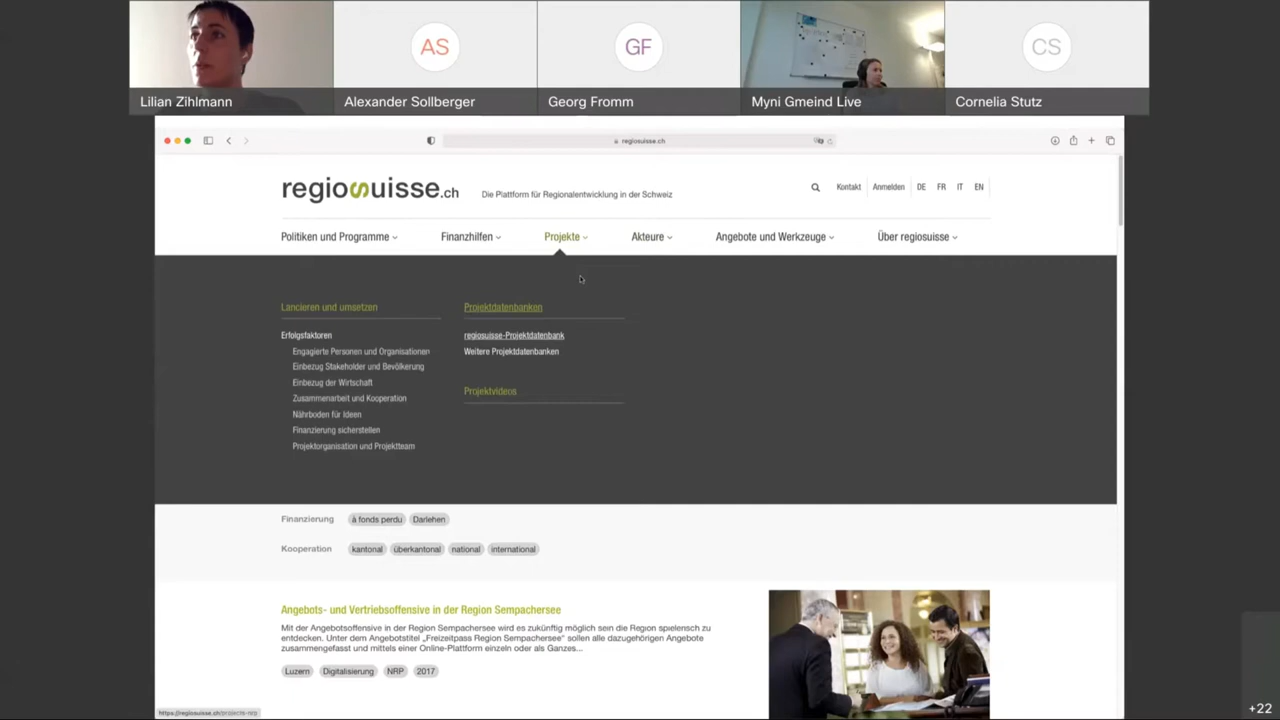 AS
GF
CS
Lilian Zihlmann
Alexander Sollberger
Georg Fromm
Myni Gmeind Live
Cornelia Stutz
regiosuisse.ch
regiosuisse.ch
Die Plattform für Regionalentwicklung in der Schweiz
Kontakt
Anmelden
DE FR IT EN
Politiken und Programme
Finanzhilfen
Projekte
Akteure
Angebote und Werkzeuge
Über regiosuisse
Lancieren und umsetzen
Erfolgsfaktoren
Engagierte Personen und Organisationen
Einbezug Stakeholder und Bevölkerung
Einbezug der Wirtschaft
Zusammenarbeit und Kooperation
Nährboden für Ideen
Finanzierung sicherstellen
Projektorganisation und Projektteam
Projektdatenbanken
regiosuisse-Projektdatenbank
Weitere Projektdatenbanken
Projektvideos
Finanzierung à fonds perdu Darlehen
Kooperation kantonal überkantonal national international
Angebots- und Vertriebsoffensive in der Region Sempachersee
Mit der Angebotsoffensive in der Region Sempachersee wird es zukünftig möglich sein die Region spielerisch zu
entdecken. Unter dem Angebotstitel „Freizeitpass Region Sempachersee" sollen alle dazugehörigen Angebote
zusammengefasst und mittels einer Online-Plattform einzeln oder als Ganzes...
Luzern Digitalisierung NRP 2017
https://regiosuisse.ch/projects-nrp
+22